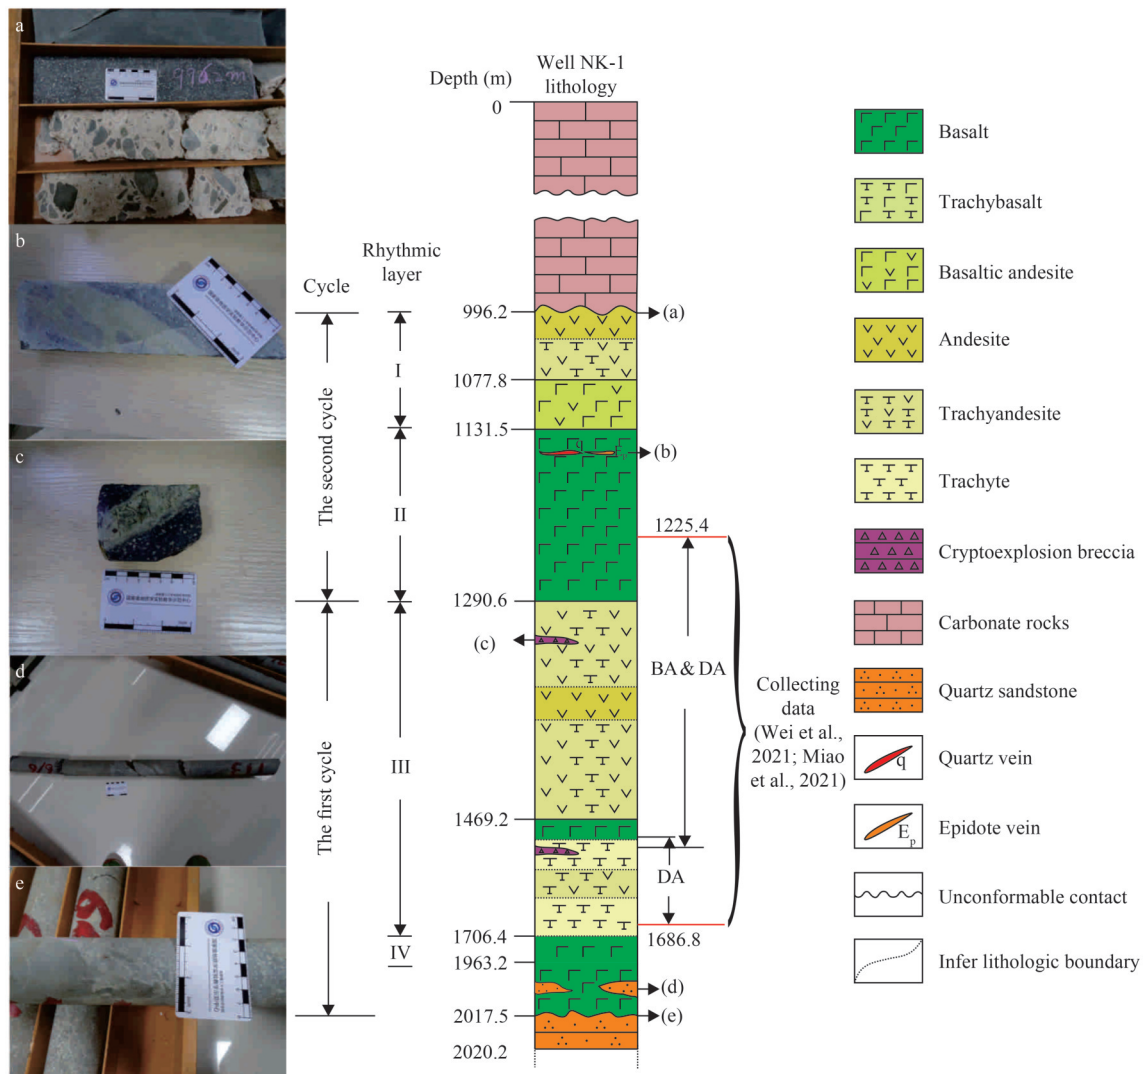 a
b
c
d
e
996.2m
Cycle
Rhythmic
layer
The second cycle
The first cycle
I
II
III
IV
Depth (m)
Well NK-1
lithology
0
996.2
1077.8
1131.5
1290.6
1469.2
1706.4
1963.2
2017.5
2020.2
(a)
q
(b)
(c)
(d)
(e)
1225.4
BA & DA
DA
1686.8
Collecting
data
(Wei et al.,
2021; Miao
et al., 2021)
Basalt
Trachybasalt
Basaltic andesite
Andesite
Trachyandesite
Trachyte
Cryptoexplosion breccia
Carbonate rocks
Quartz sandstone
q
Quartz vein
Ep
Epidote vein
Unconformable contact
Infer lithologic boundary